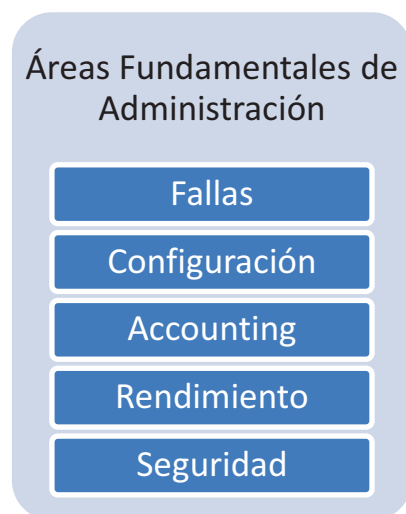 Áreas Fundamentales de
Administración
Fallas
Configuración
Accounting
Rendimiento
Seguridad